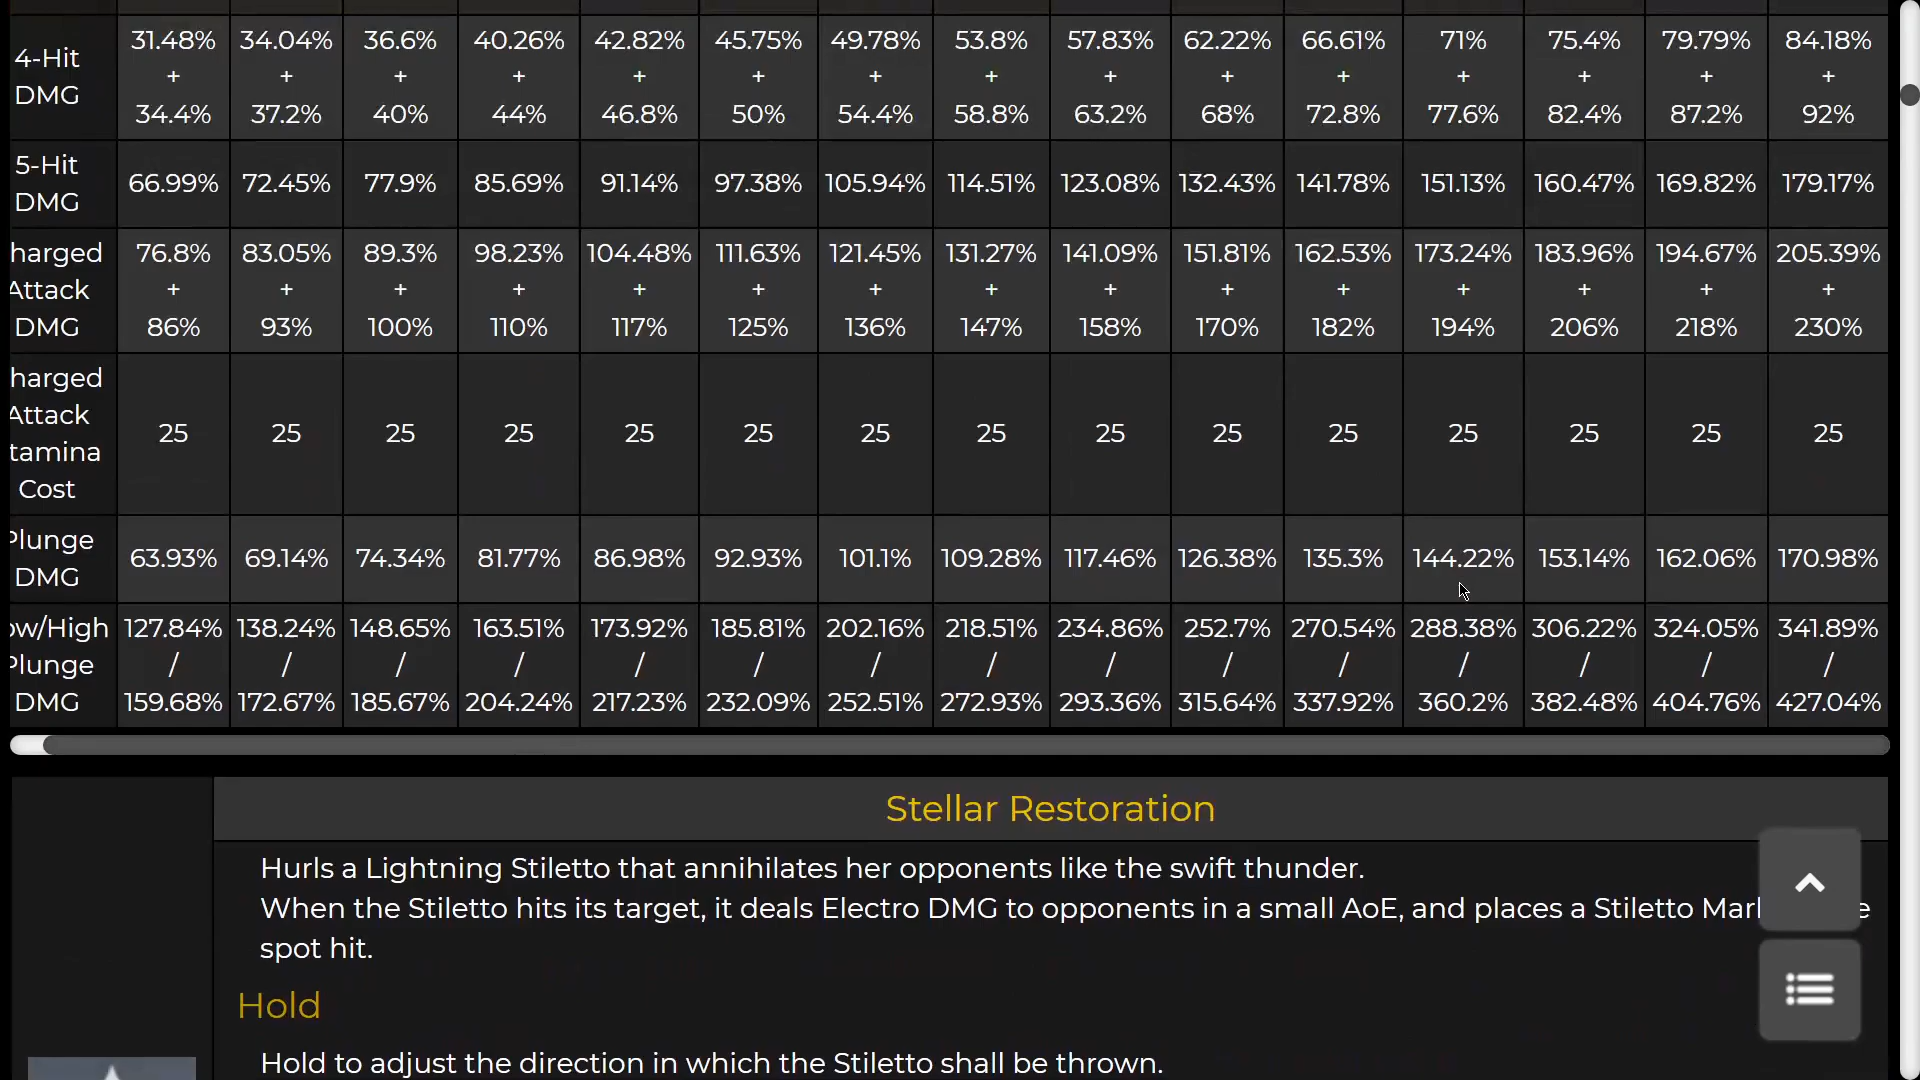 4-Hit DMG 31.48% + 34.4% 34.04% + 37.2% 36.6% + 40% 40.26% + 44% 42.82% + 46.8% 45.75% + 50% 49.78% + 54.4% 53.8% + 58.8% 57.83% + 63.2% 62.22% + 68% 66.61% + 72.8% 71% + 77.6% 75.4% + 82.4% 79.79% + 87.2% 84.18% + 92%
5-Hit DMG 66.99% 72.45% 77.9% 85.69% 91.14% 97.38% 105.94% 114.51% 123.08% 132.43% 141.78% 151.13% 160.47% 169.82% 179.17%
harged Attack DMG 76.8% + 86% 83.05% + 93% 89.3% + 100% 98.23% + 110% 104.48% + 117% 111.63% + 125% 121.45% + 136% 131.27% + 147% 141.09% + 158% 151.81% + 170% 162.53% + 182% 173.24% + 194% 183.96% + 206% 194.67% + 218% 205.39% + 230%
harged Attack tamina Cost 25 25 25 25 25 25 25 25 25 25 25 25 25 25 25
Plunge DMG 63.93% 69.14% 74.34% 81.77% 86.98% 92.93% 101.1% 109.28% 117.46% 126.38% 135.3% 144.22% 153.14% 162.06% 170.98%
ow/High Plunge DMG 127.84% / 159.68% 138.24% / 172.67% 148.65% / 185.67% 163.51% / 204.24% 173.92% / 217.23% 185.81% / 232.09% 202.16% / 252.51% 218.51% / 272.93% 234.86% / 293.36% 252.7% / 315.64% 270.54% / 337.92% 288.38% / 360.2% 306.22% / 382.48% 324.05% / 404.76% 341.89% / 427.04%
Stellar Restoration
Hurls a Lightning Stiletto that annihilates her opponents like the swift thunder.
When the Stiletto hits its target, it deals Electro DMG to opponents in a small AoE, and places a Stiletto
spot hit.
Hold
Hold to adjust the direction in which the Stiletto shall be thrown.